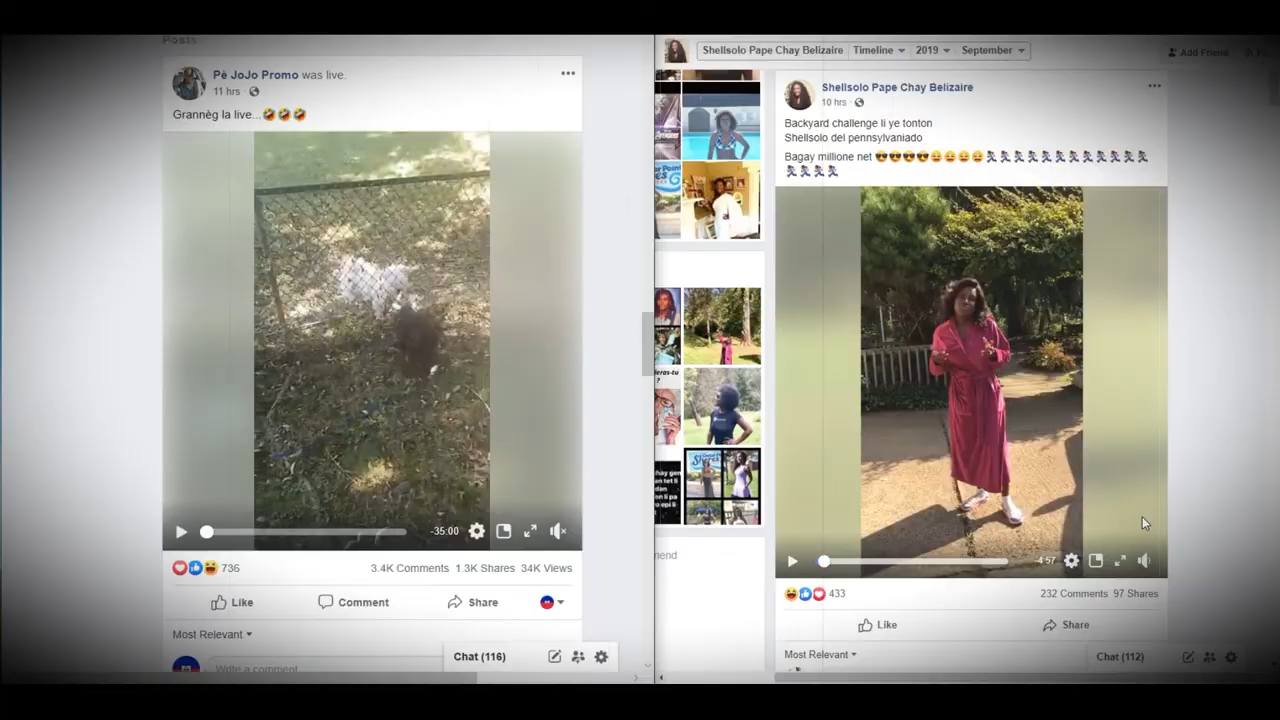 Posts
Pè JoJo Promo was live.
11 hrs
Grannèg la live...🤣🤣🤣
-35:00
736
3.4K Comments 1.3K Shares 34K Views
Like Comment Share
Most Relevant
Write a comment...
Chat (116)
Shellsolo Pape Chay Belizaire Timeline 2019 September
Add Friend
Shellsolo Pape Chay Belizaire
10 hrs
Backyard challenge li ye tonton
Shellsolo del pennsylvaniado
Bagay millione net
-4:57
433
232 Comments 97 Shares
Like Share
Most Relevant
Chat (112)